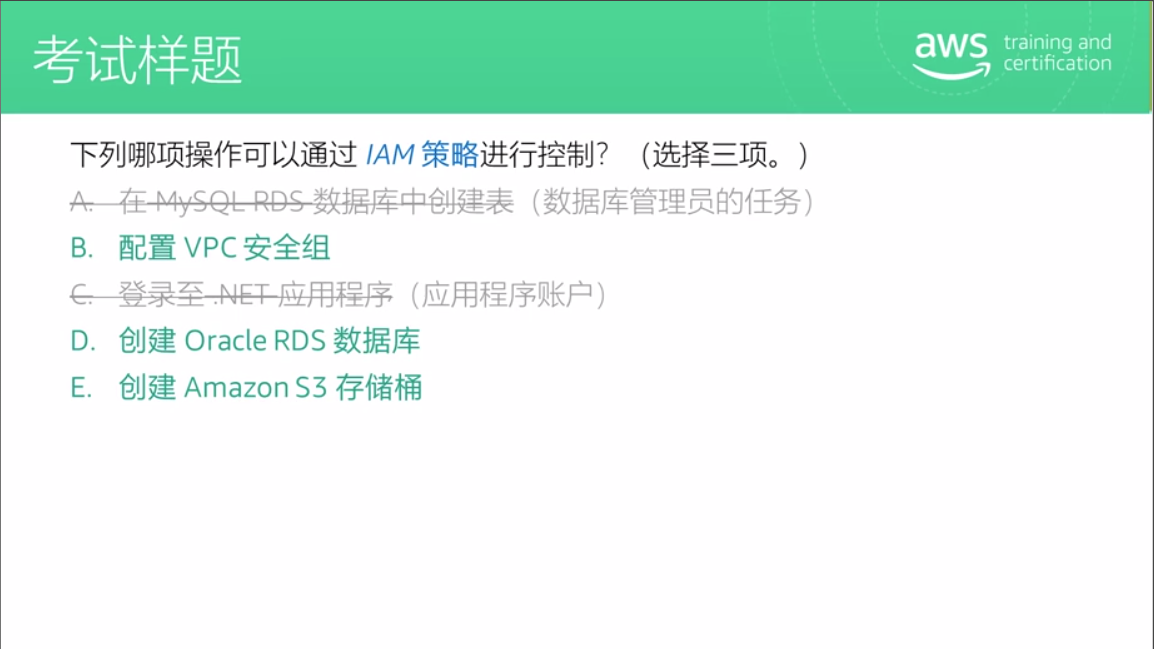 考试样题
aws training and
certification
下列哪项操作可以通过 IAM 策略进行控制？（选择三项。）
A. 在 MySQL RDS 数据库中创建表（数据库管理员的任务）
B. 配置 VPC 安全组
C. 登录至 .NET 应用程序（应用程序账户）
D. 创建 Oracle RDS 数据库
E. 创建 Amazon S3 存储桶